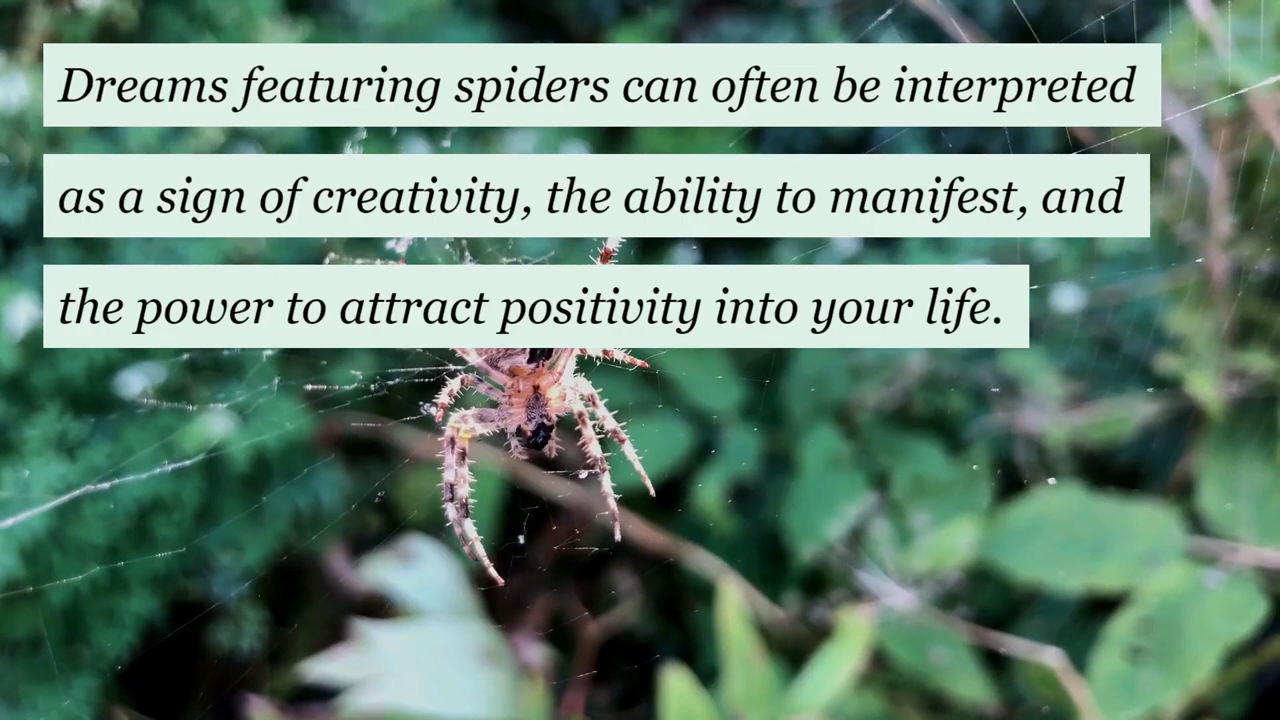 Dreams featuring spiders can often be interpreted
as a sign of creativity, the ability to manifest, and
the power to attract positivity into your life.